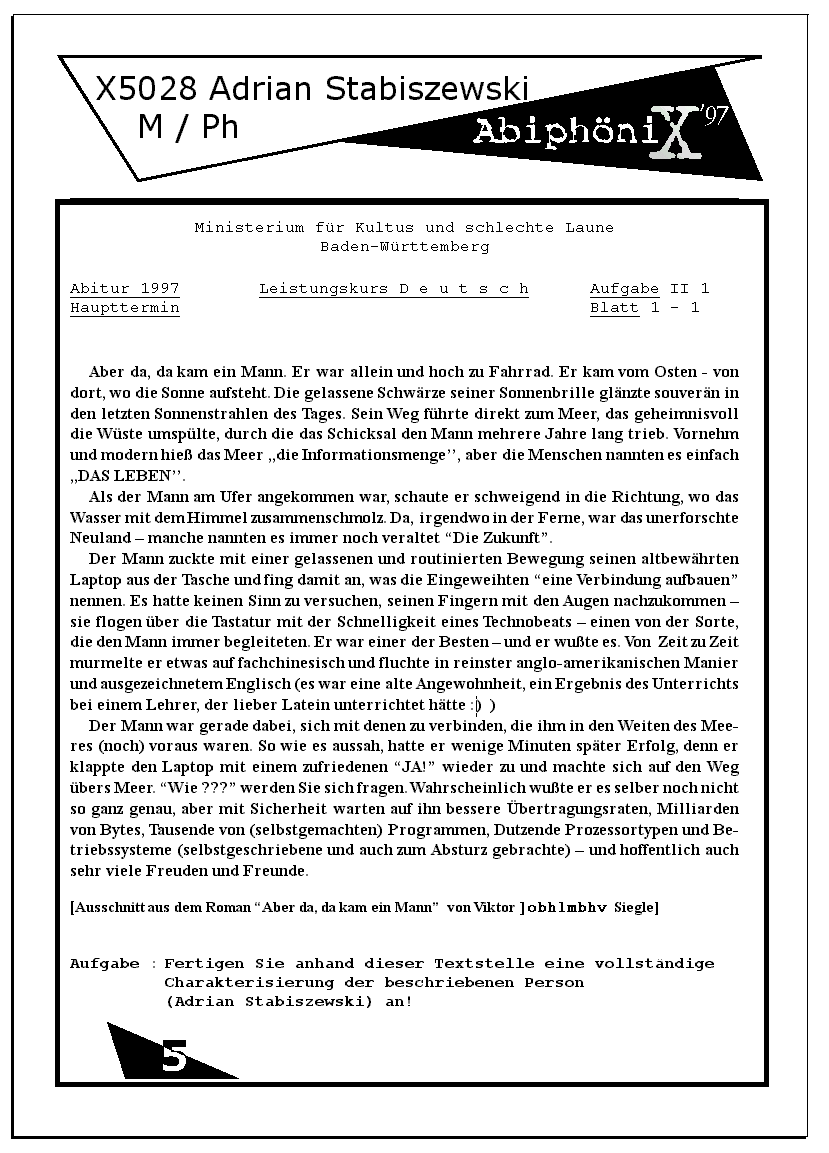 X5028 Adrian Stabiszewski
M / Ph
AbiphöniX '97
Ministerium für Kultus und schlechte Laune
Baden-Württemberg
Abitur 1997 Leistungskurs D e u t s c h Aufgabe II 1
Haupttermin Blatt 1 - 1
Aber da, da kam ein Mann. Er war allein und hoch zu Fahrrad. Er kam vom Osten - von
dort, wo die Sonne aufsteht. Die gelassene Schwärze seiner Sonnenbrille glänzte souverän in
den letzten Sonnenstrahlen des Tages. Sein Weg führte direkt zum Meer, das geheimnisvoll
die Wüste umspülte, durch die das Schicksal den Mann mehrere Jahre lang trieb. Vornehm
und modern hieß das Meer ,,die Informationsmenge’’, aber die Menschen nannten es einfach
,,DAS LEBEN’’.
Als der Mann am Ufer angekommen war, schaute er schweigend in die Richtung, wo das
Wasser mit dem Himmel zusammenschmolz. Da, irgendwo in der Ferne, war das unerforschte
Neuland – manche nannten es immer noch veraltet “Die Zukunft”.
Der Mann zuckte mit einer gelassenen und routinierten Bewegung seinen altbewährten
Laptop aus der Tasche und fing damit an, was die Eingeweihten “eine Verbindung aufbauen”
nennen. Es hatte keinen Sinn zu versuchen, seinen Fingern mit den Augen nachzukommen –
sie flogen über die Tastatur mit der Schnelligkeit eines Technobeats – einen von der Sorte,
die den Mann immer begleiteten. Er war einer der Besten – und er wußte es. Von Zeit zu Zeit
murmelte er etwas auf fachchinesisch und fluchte in reinster anglo-amerikanischen Manier
und ausgezeichnetem Englisch (es war eine alte Angewohnheit, ein Ergebnis des Unterrichts
bei einem Lehrer, der lieber Latein unterrichtet hätte :) )
Der Mann war gerade dabei, sich mit denen zu verbinden, die ihm in den Weiten des Mee-
res (noch) voraus waren. So wie es aussah, hatte er wenige Minuten später Erfolg, denn er
klappte den Laptop mit einem zufriedenen “JA!” wieder zu und machte sich auf den Weg
übers Meer. “Wie ???” werden Sie sich fragen. Wahrscheinlich wußte er es selber noch nicht
so ganz genau, aber mit Sicherheit warten auf ihn bessere Übertragungsraten, Milliarden
von Bytes, Tausende von (selbstgemachten) Programmen, Dutzende Prozessortypen und Be-
triebssysteme (selbstgeschriebene und auch zum Absturz gebrachte) – und hoffentlich auch
sehr viele Freuden und Freunde.
[Ausschnitt aus dem Roman “Aber da, da kam ein Mann” von Viktor ]obhlmbhv Siegle]
Aufgabe : Fertigen Sie anhand dieser Textstelle eine vollständige
Charakterisierung der beschriebenen Person
(Adrian Stabiszewski) an!
5